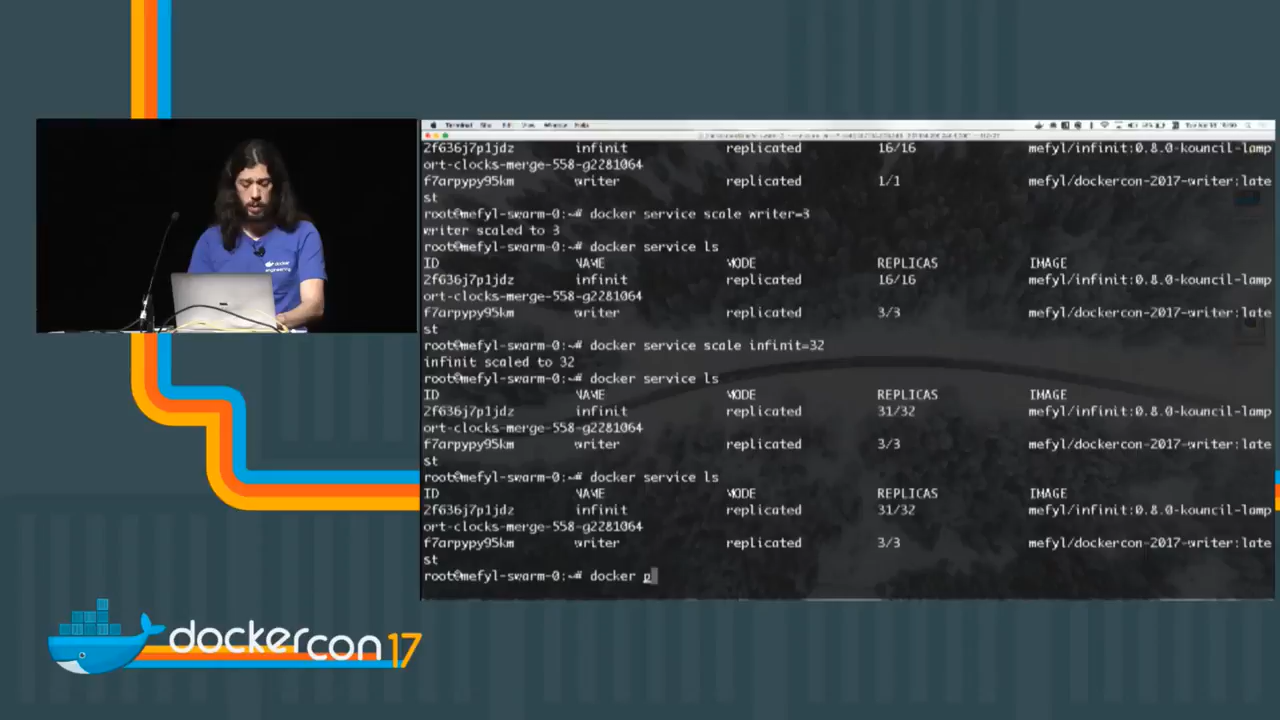 Terminal
2f636j7p1jdz infinit replicated 16/16 mefyl/infinit:0.8.0-kouncil-lamp
ort-clocks-merge-558-g2281064
f7arpypy95km writer replicated 1/1 mefyl/dockercon-2017-writer:late
st
root@mefyl-swarm-0:~# docker service scale writer=3
writer scaled to 3
root@mefyl-swarm-0:~# docker service ls
ID NAME MODE REPLICAS IMAGE
2f636j7p1jdz infinit replicated 16/16 mefyl/infinit:0.8.0-kouncil-lamp
ort-clocks-merge-558-g2281064
f7arpypy95km writer replicated 3/3 mefyl/dockercon-2017-writer:late
st
root@mefyl-swarm-0:~# docker service scale infinit=32
infinit scaled to 32
root@mefyl-swarm-0:~# docker service ls
ID NAME MODE REPLICAS IMAGE
2f636j7p1jdz infinit replicated 31/32 mefyl/infinit:0.8.0-kouncil-lamp
ort-clocks-merge-558-g2281064
f7arpypy95km writer replicated 3/3 mefyl/dockercon-2017-writer:late
st
root@mefyl-swarm-0:~# docker service ls
ID NAME MODE REPLICAS IMAGE
2f636j7p1jdz infinit replicated 31/32 mefyl/infinit:0.8.0-kouncil-lamp
ort-clocks-merge-558-g2281064
f7arpypy95km writer replicated 3/3 mefyl/dockercon-2017-writer:late
st
root@mefyl-swarm-0:~# docker p
docker
engineering
dockercon17